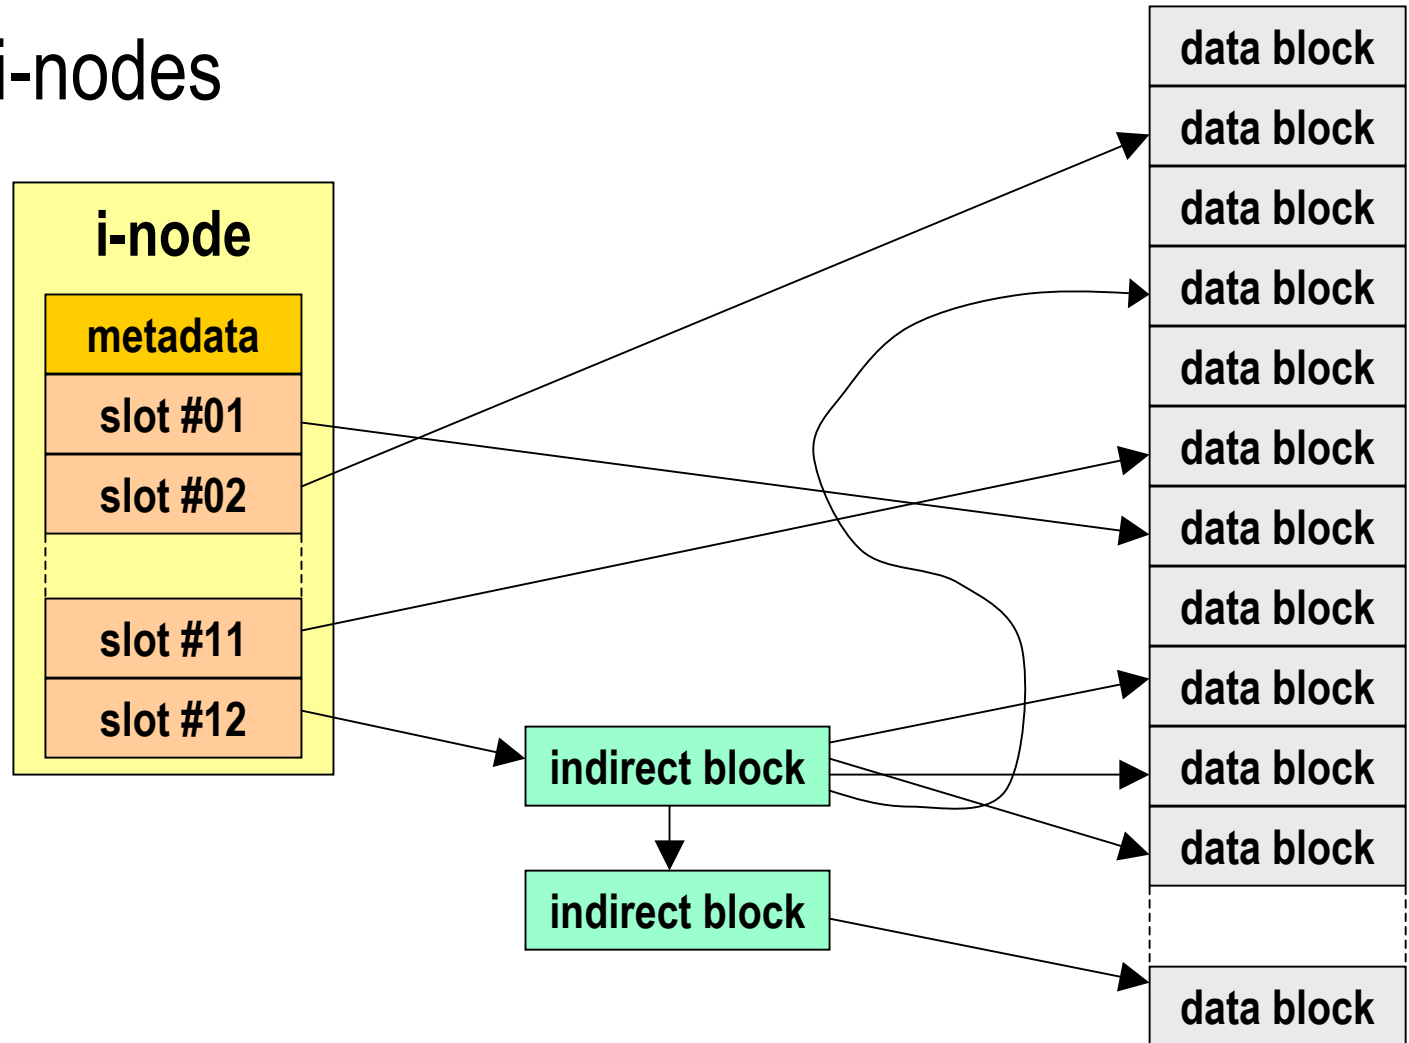 i-nodes
i-node
metadata
slot #01
slot #02
slot #11
slot #12
indirect block
indirect block
data block
data block
data block
data block
data block
data block
data block
data block
data block
data block
data block
data block